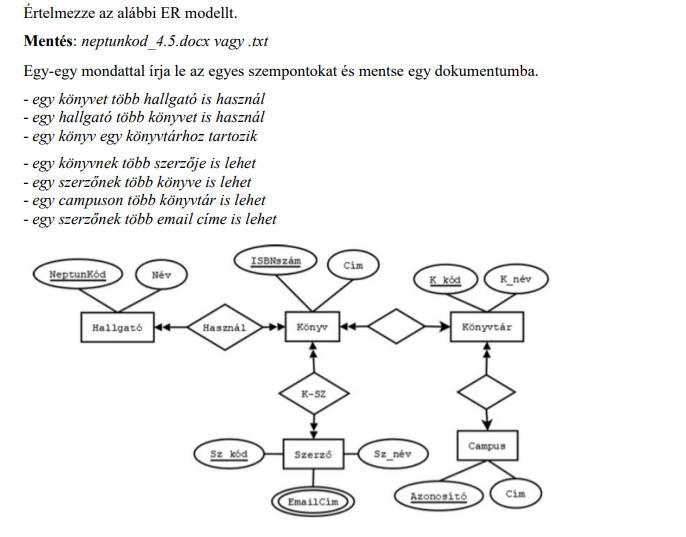 Értelmezze az alábbi ER modellt.
Mentés: neptunkod_4.5.docx vagy .txt
Egy-egy mondattal írja le az egyes szempontokat és mentse egy dokumentumba.
- egy könyvet több hallgató is használ
- egy hallgató több könyvet is használ
- egy könyv egy könyvtárhoz tartozik
- egy könyvnek több szerzője is lehet
- egy szerzőnek több könyve is lehet
- egy campuson több könyvtár is lehet
- egy szerzőnek több email címe is lehet
NeptunKód Név ISBNszám Cím K_kód K_név
Hallgató Használ Könyv Könyvtár
K-SZ
Sz_kód Szerző Sz_név Campus
EmailCím Azonosító Cím